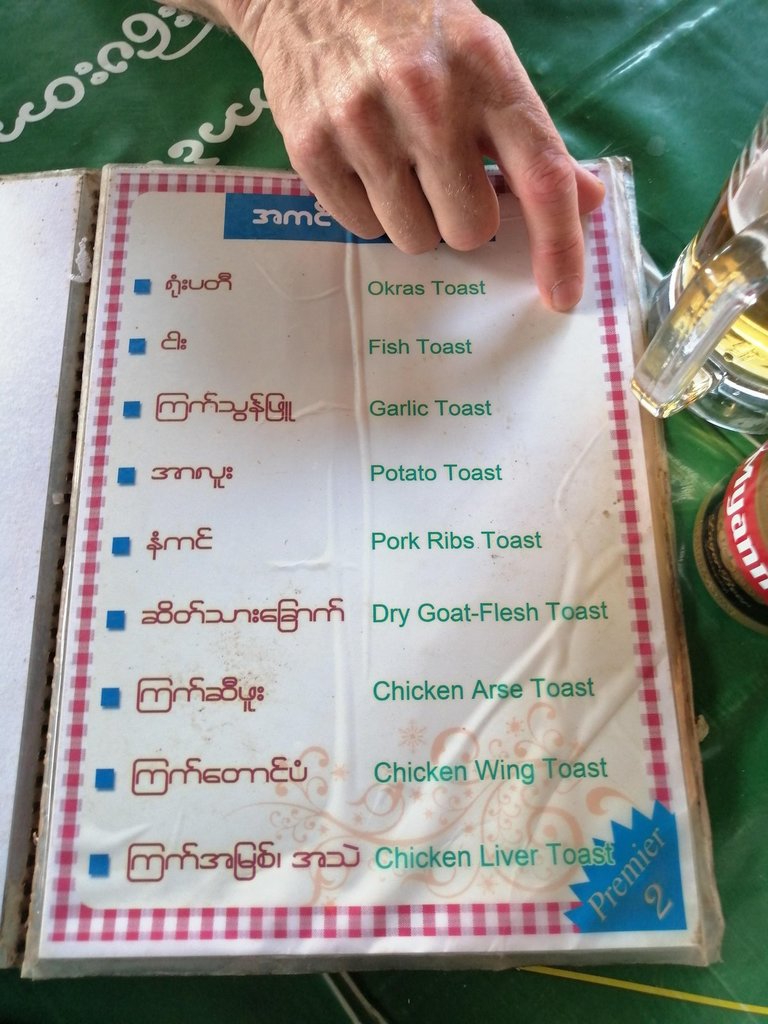 အကင်
ရုံးပတီ Okras Toast
ငါး Fish Toast
ကြက်သွန်ဖြူ Garlic Toast
အာလူး Potato Toast
နံကင် Pork Ribs Toast
ဆိတ်သားခြောက် Dry Goat-Flesh Toast
ကြက်ဆီဖူး Chicken Arse Toast
ကြက်တောင်ပံ Chicken Wing Toast
ကြက်အမြစ်၊ အသဲ Chicken Liver Toast
Premier
2